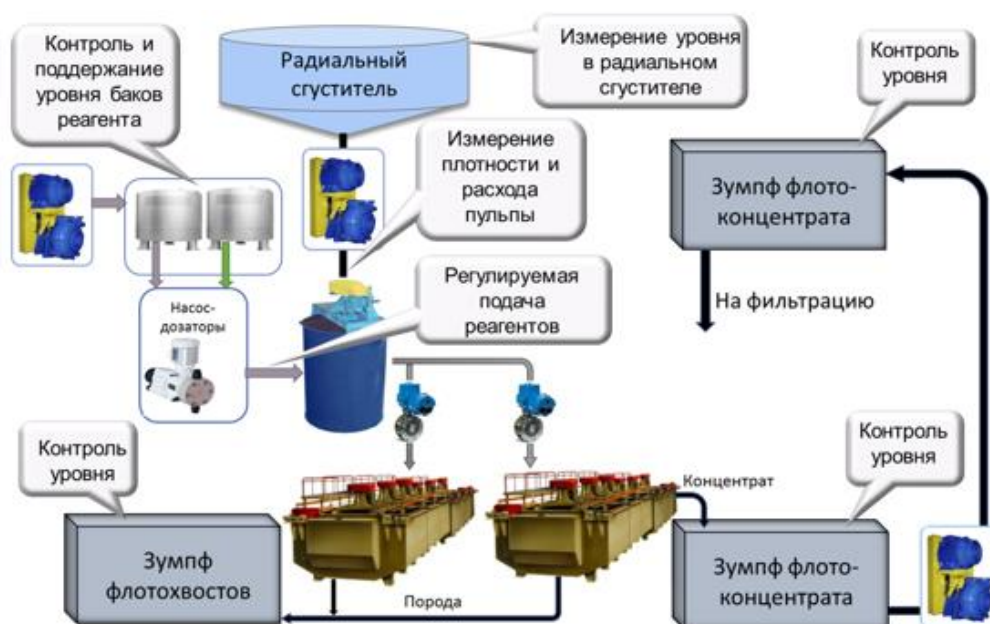 Контроль и
поддержание
уровня баков
реагента
Радиальный
сгуститель
Измерение уровня
в радиальном
сгустителе
Контроль
уровня
Измерение
плотности и
расхода
пульпы
Зумпф флото-
концентрата
Регулируемая
подача
реагентов
На фильтрацию
Насос-
дозаторы
Контроль
уровня
Контроль
уровня
Концентрат
Зумпф
флотохвостов
Порода
Зумпф флото-
концентрата